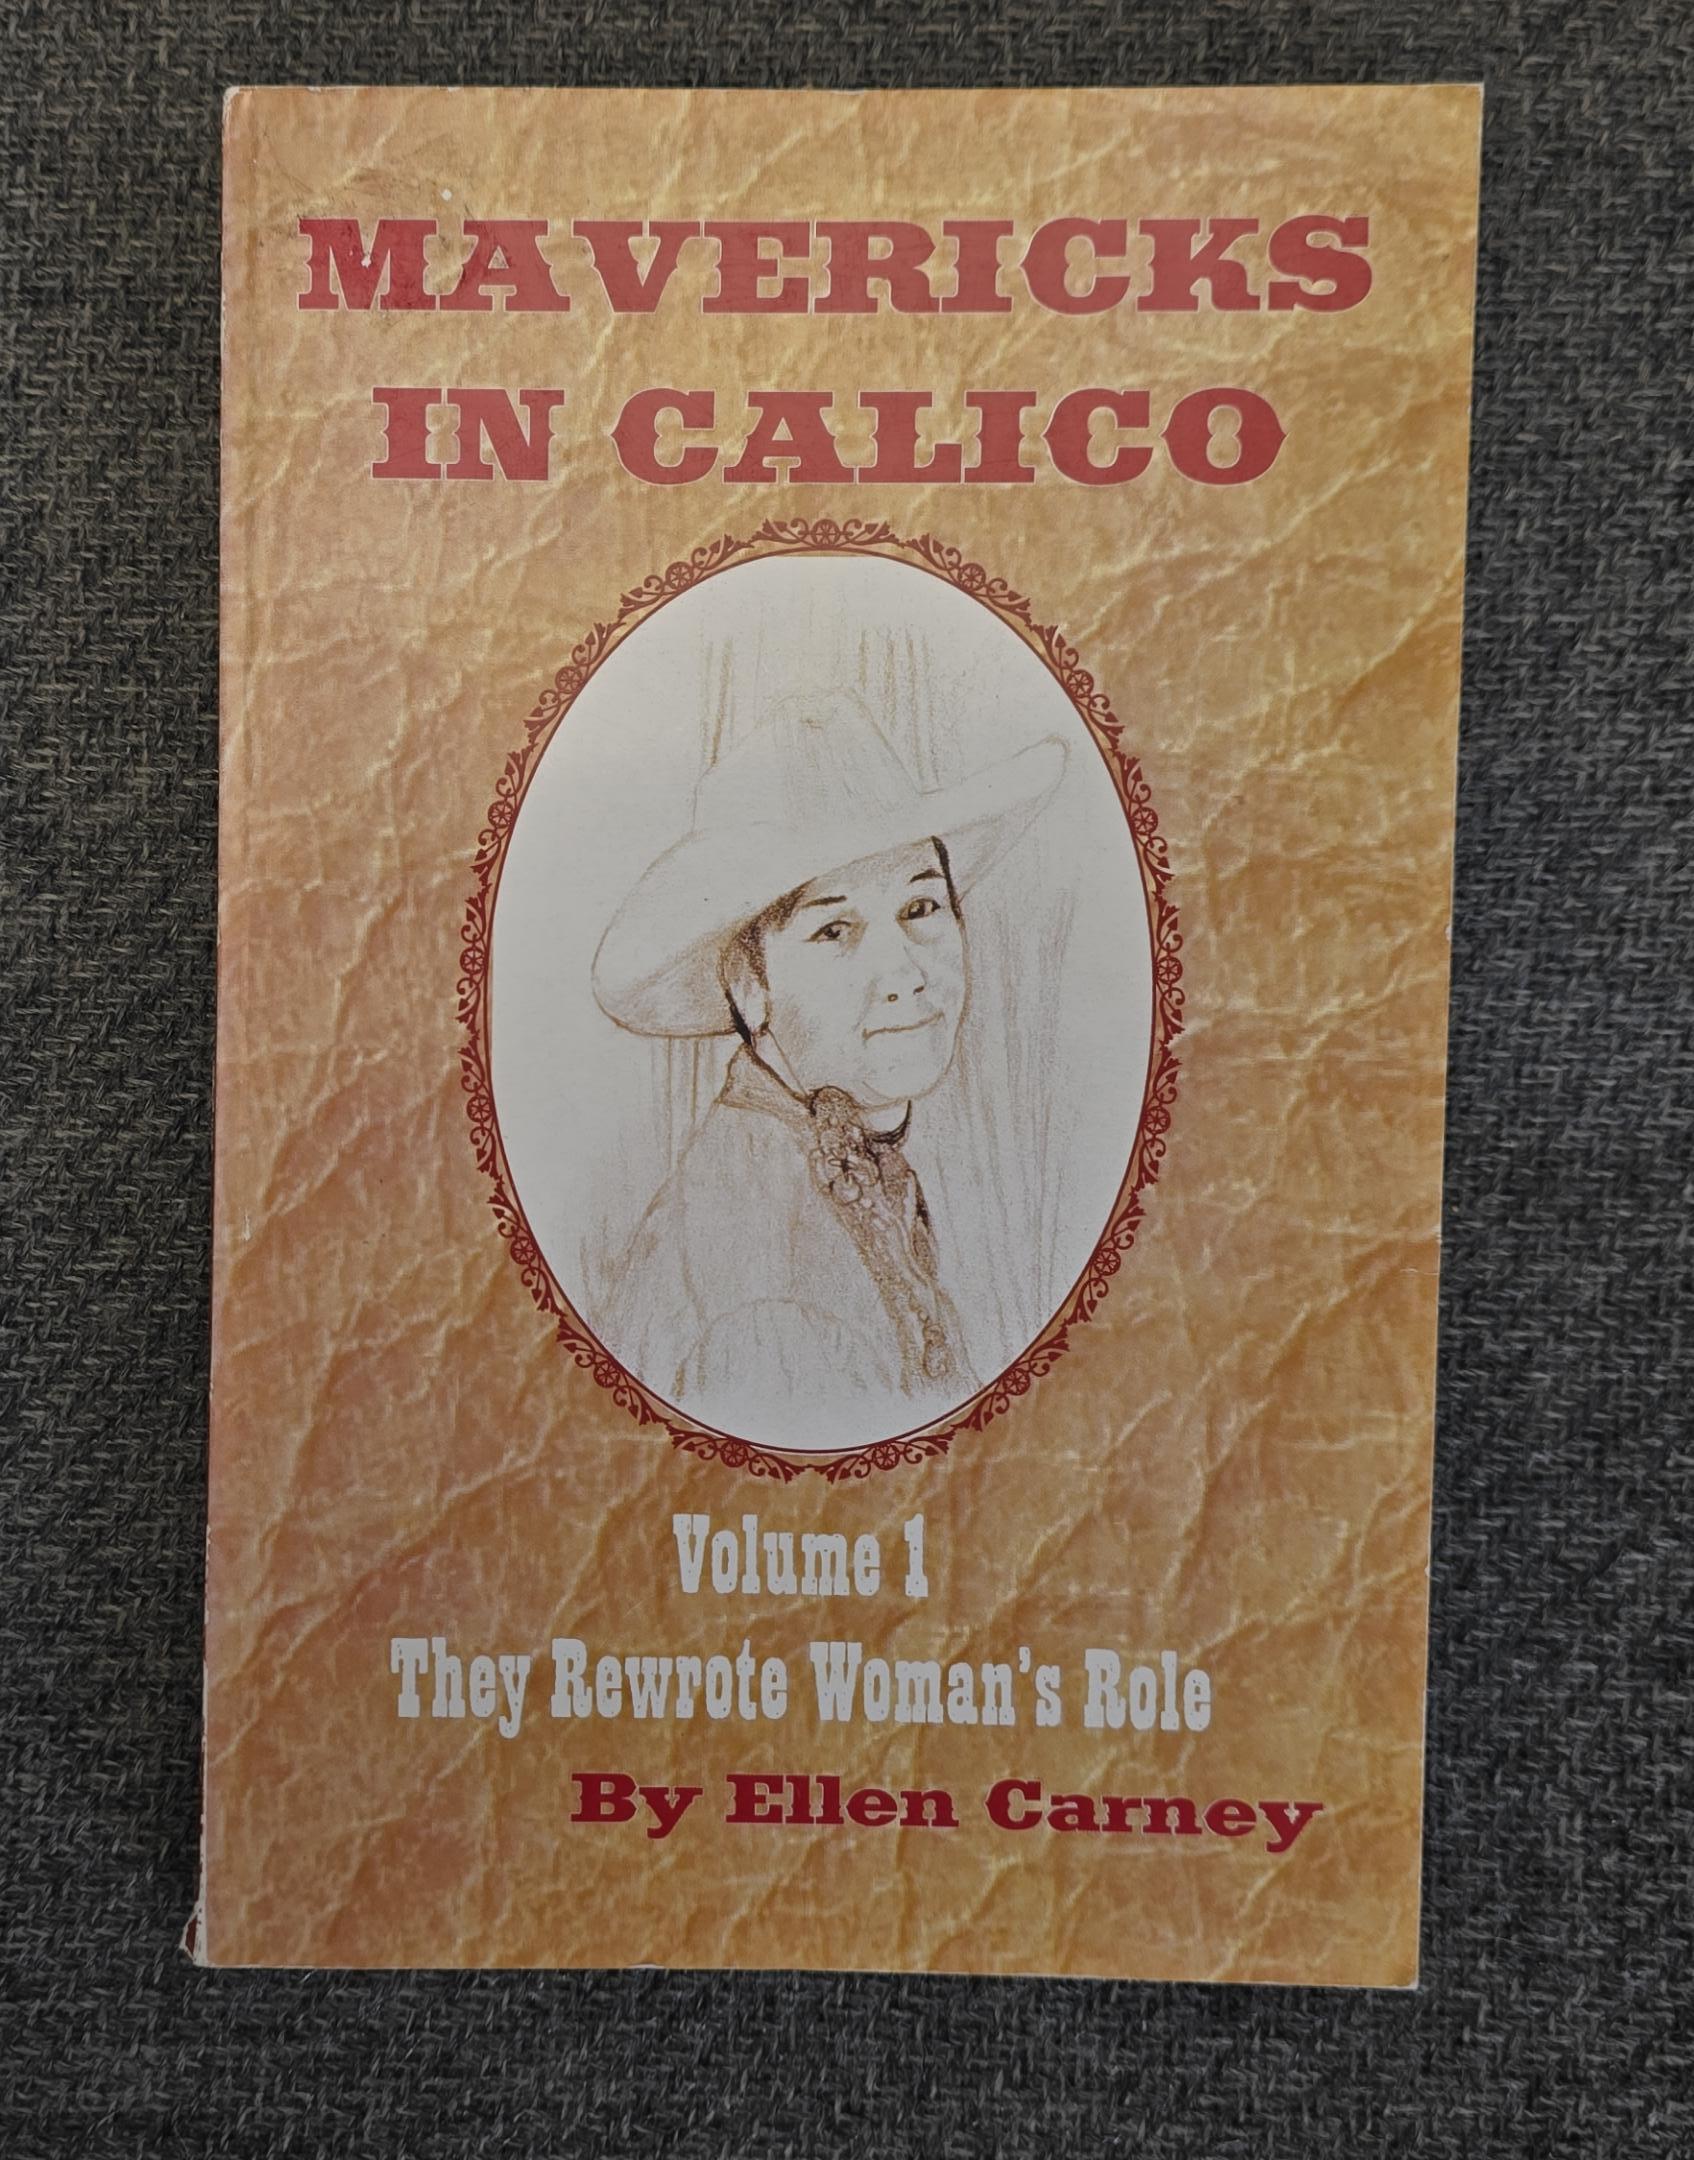 MAVERICKS
IN CALICO
Volume 1
They Rewrote Woman's Role
By Ellen Carney